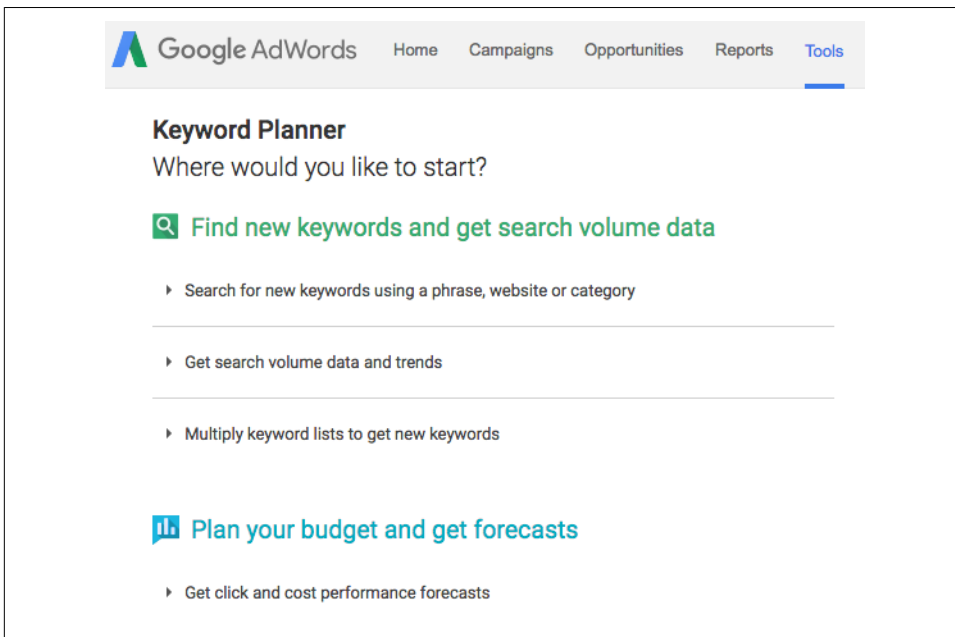 Google AdWords Home Campaigns Opportunities Reports Tools
Keyword Planner
Where would you like to start?
Find new keywords and get search volume data
Search for new keywords using a phrase, website or category
Get search volume data and trends
Multiply keyword lists to get new keywords
Plan your budget and get forecasts
Get click and cost performance forecasts